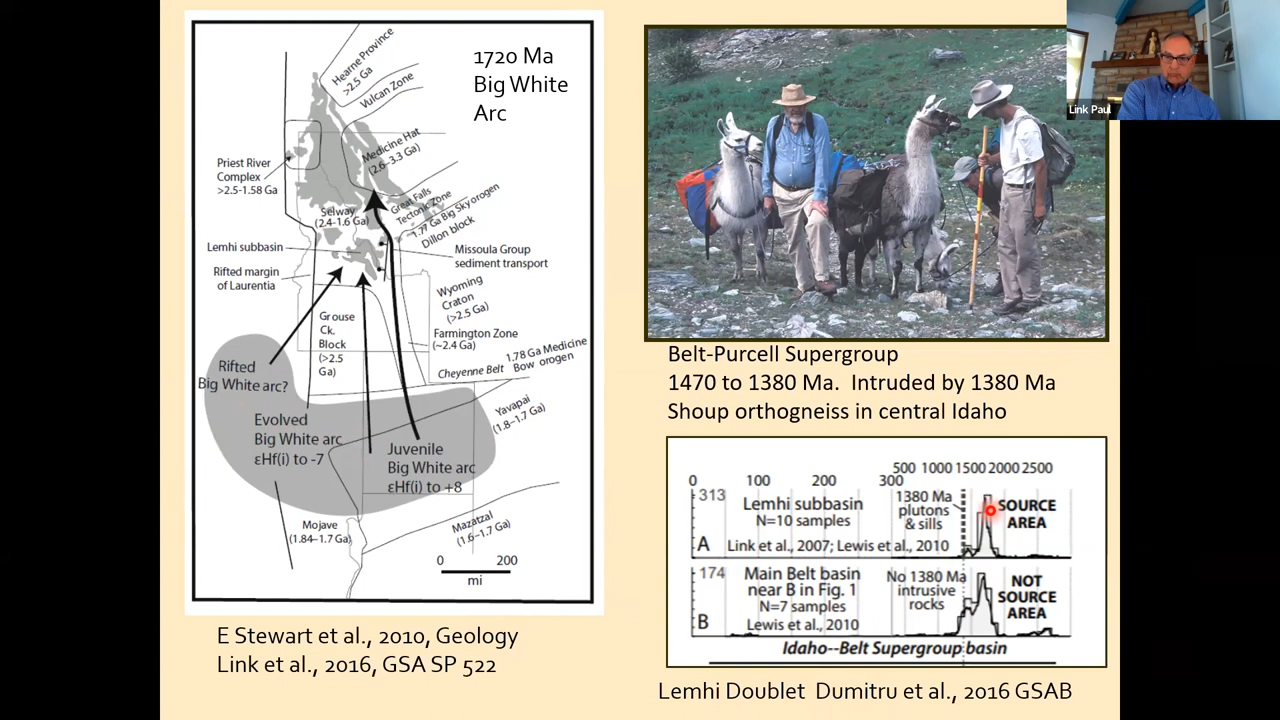 1720 Ma
Big White
Arc
Hearne Province
>2.5 Ga
Vulcan Zone
Medicine Hat
(2.6–3.3 Ga)
Priest River
Complex
>2.5-1.58 Ga
Great Falls
Tectonic Zone
Selway
(2.4-1.6 Ga)
1.77 Ga Big Sky orogen
Dillon block
Lemhi subbasin
Missoula Group
sediment transport
Rifted margin
of Laurentia
Wyoming
Craton
(>2.5 Ga)
Grouse
Ck.
Block
(>2.5
Ga)
Farmington Zone
(~2.4 Ga)
1.78 Ga Medicine
Bow orogen
Cheyenne Belt
Rifted
Big White arc?
Yavapai
(1.8–1.7 Ga)
Evolved
Big White arc
εHf(i) to -7
Juvenile
Big White arc
εHf(i) to +8
Mojave
(1.84–1.7 Ga)
Mazatzal
(1.6–1.7 Ga)
0 200
mi
E Stewart et al., 2010, Geology
Link et al., 2016, GSA SP 522
Link Paul
Belt-Purcell Supergroup
1470 to 1380 Ma. Intruded by 1380 Ma
Shoup orthogneiss in central Idaho
500 1000 1500 2000 2500
0 100 200 300
313
Lemhi subbasin
N=10 samples
1380 Ma
plutons
& sills
SOURCE
AREA
A
Link et al., 2007; Lewis et al., 2010
174
Main Belt basin
near B in Fig. 1
N=7 samples
No 1380 Ma
intrusive
rocks
NOT
SOURCE
AREA
B
Lewis et al., 2010
Idaho--Belt Supergroup basin
Lemhi Doublet Dumitru et al., 2016 GSAB